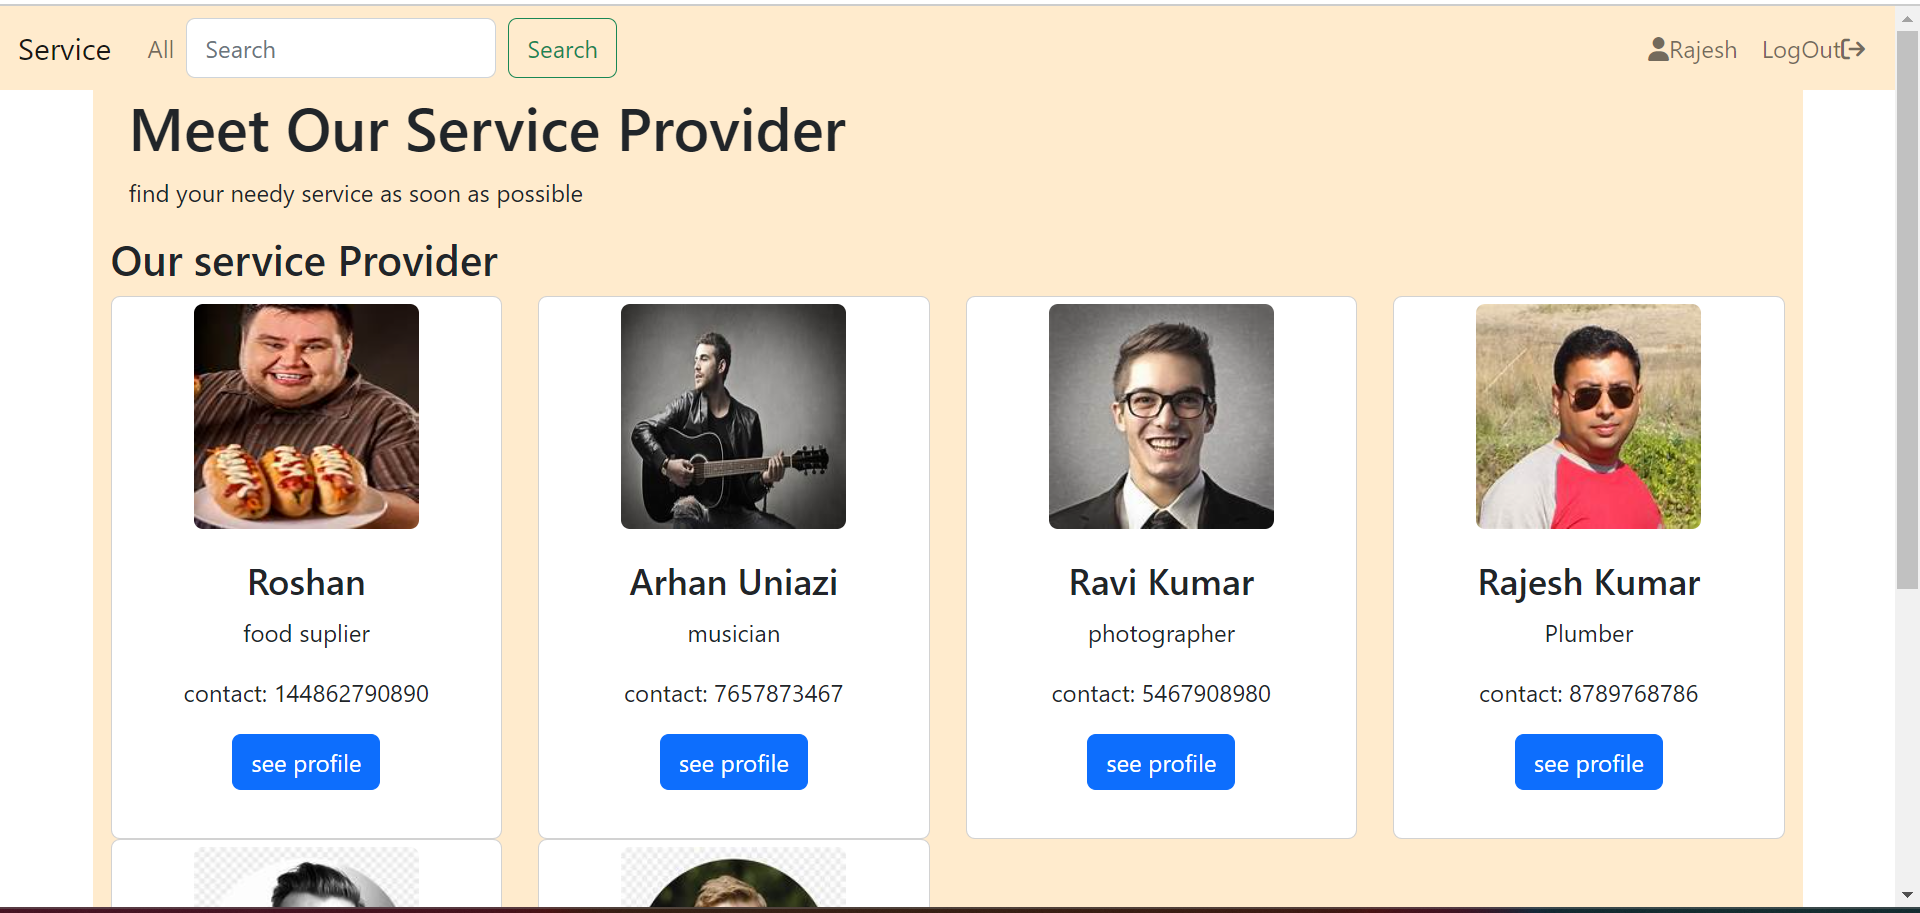 Service All Search Search Rajesh LogOut
Meet Our Service Provider
find your needy service as soon as possible
Our service Provider
Roshan
food suplier
contact: 144862790890
see profile
Arhan Uniazi
musician
contact: 7657873467
see profile
Ravi Kumar
photographer
contact: 5467908980
see profile
Rajesh Kumar
Plumber
contact: 8789768786
see profile